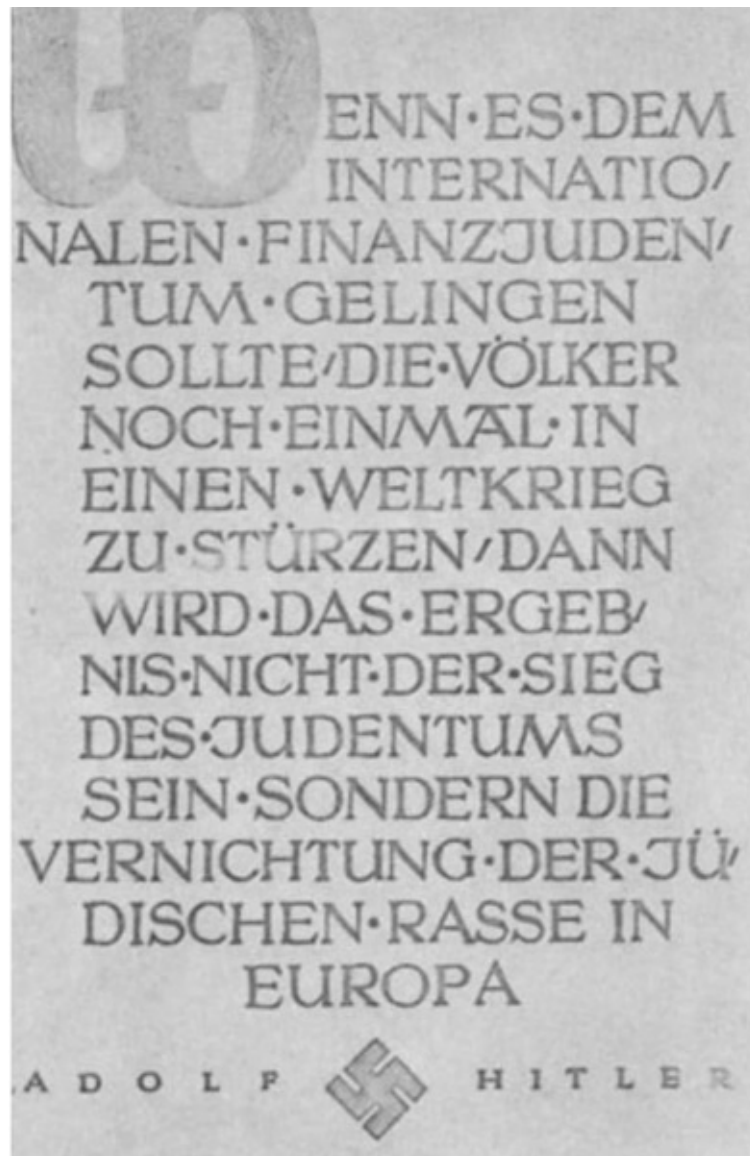 WENN·ES·DEM
INTERNATIO/
NALEN·FINANZJUDEN/
TUM·GELINGEN
SOLLTE/DIE·VÖLKER
NOCH·EINMAL·IN
EINEN·WELTKRIEG
ZU·STÜRZEN/DANN
WIRD·DAS·ERGEB/
NIS·NICHT·DER·SIEG
DES·JUDENTUMS
SEIN·SONDERN DIE
VERNICHTUNG·DER·JÜ/
DISCHEN·RASSE IN
EUROPA
ADOLF HITLER